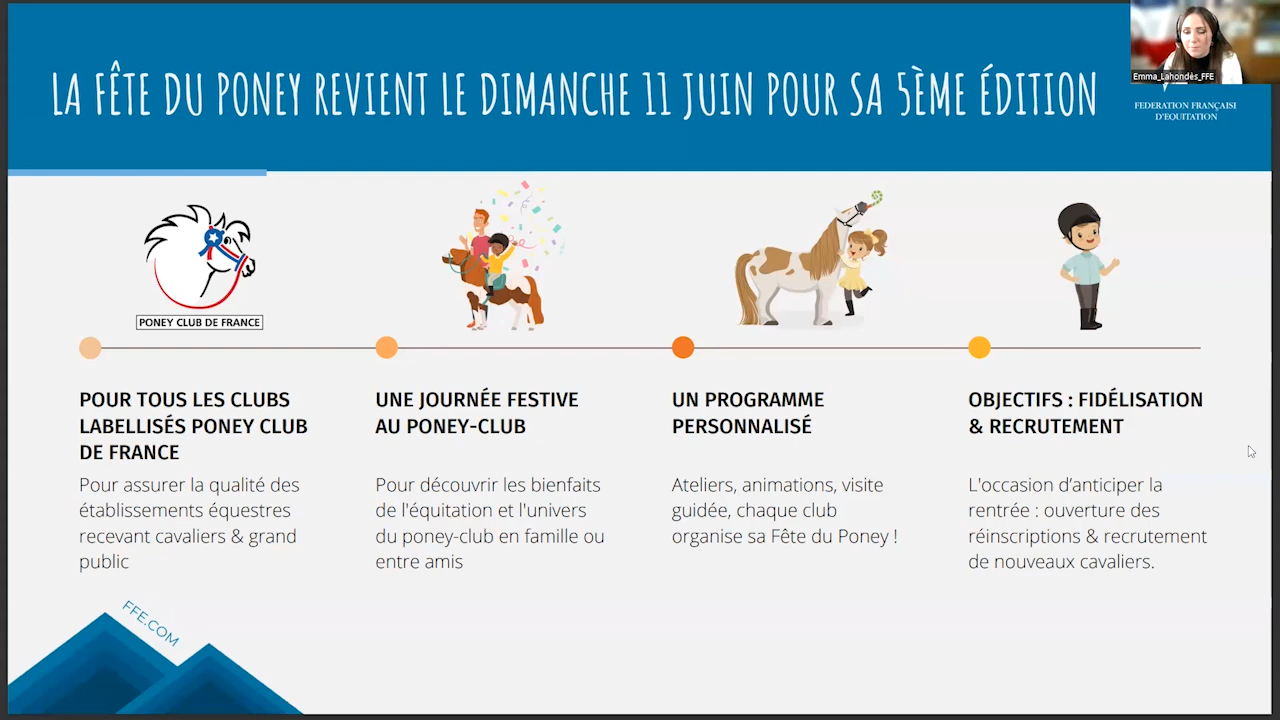 LA FÊTE DU PONEY REVIENT LE DIMANCHE 11 JUIN POUR SA 5ÈME ÉDITION
Emma_Lahondès_FFE
FEDERATION FRANÇAISE
D'EQUITATION
PONEY CLUB DE FRANCE
POUR TOUS LES CLUBS
LABELLISÉS PONEY CLUB
DE FRANCE
Pour assurer la qualité des
établissements équestres
recevant cavaliers & grand
public
UNE JOURNÉE FESTIVE
AU PONEY-CLUB
Pour découvrir les bienfaits
de l'équitation et l'univers
du poney-club en famille ou
entre amis
UN PROGRAMME
PERSONNALISÉ
Ateliers, animations, visite
guidée, chaque club
organise sa Fête du Poney !
OBJECTIFS : FIDÉLISATION
& RECRUTEMENT
L'occasion d’anticiper la
rentrée : ouverture des
réinscriptions & recrutement
de nouveaux cavaliers.
FFE.COM